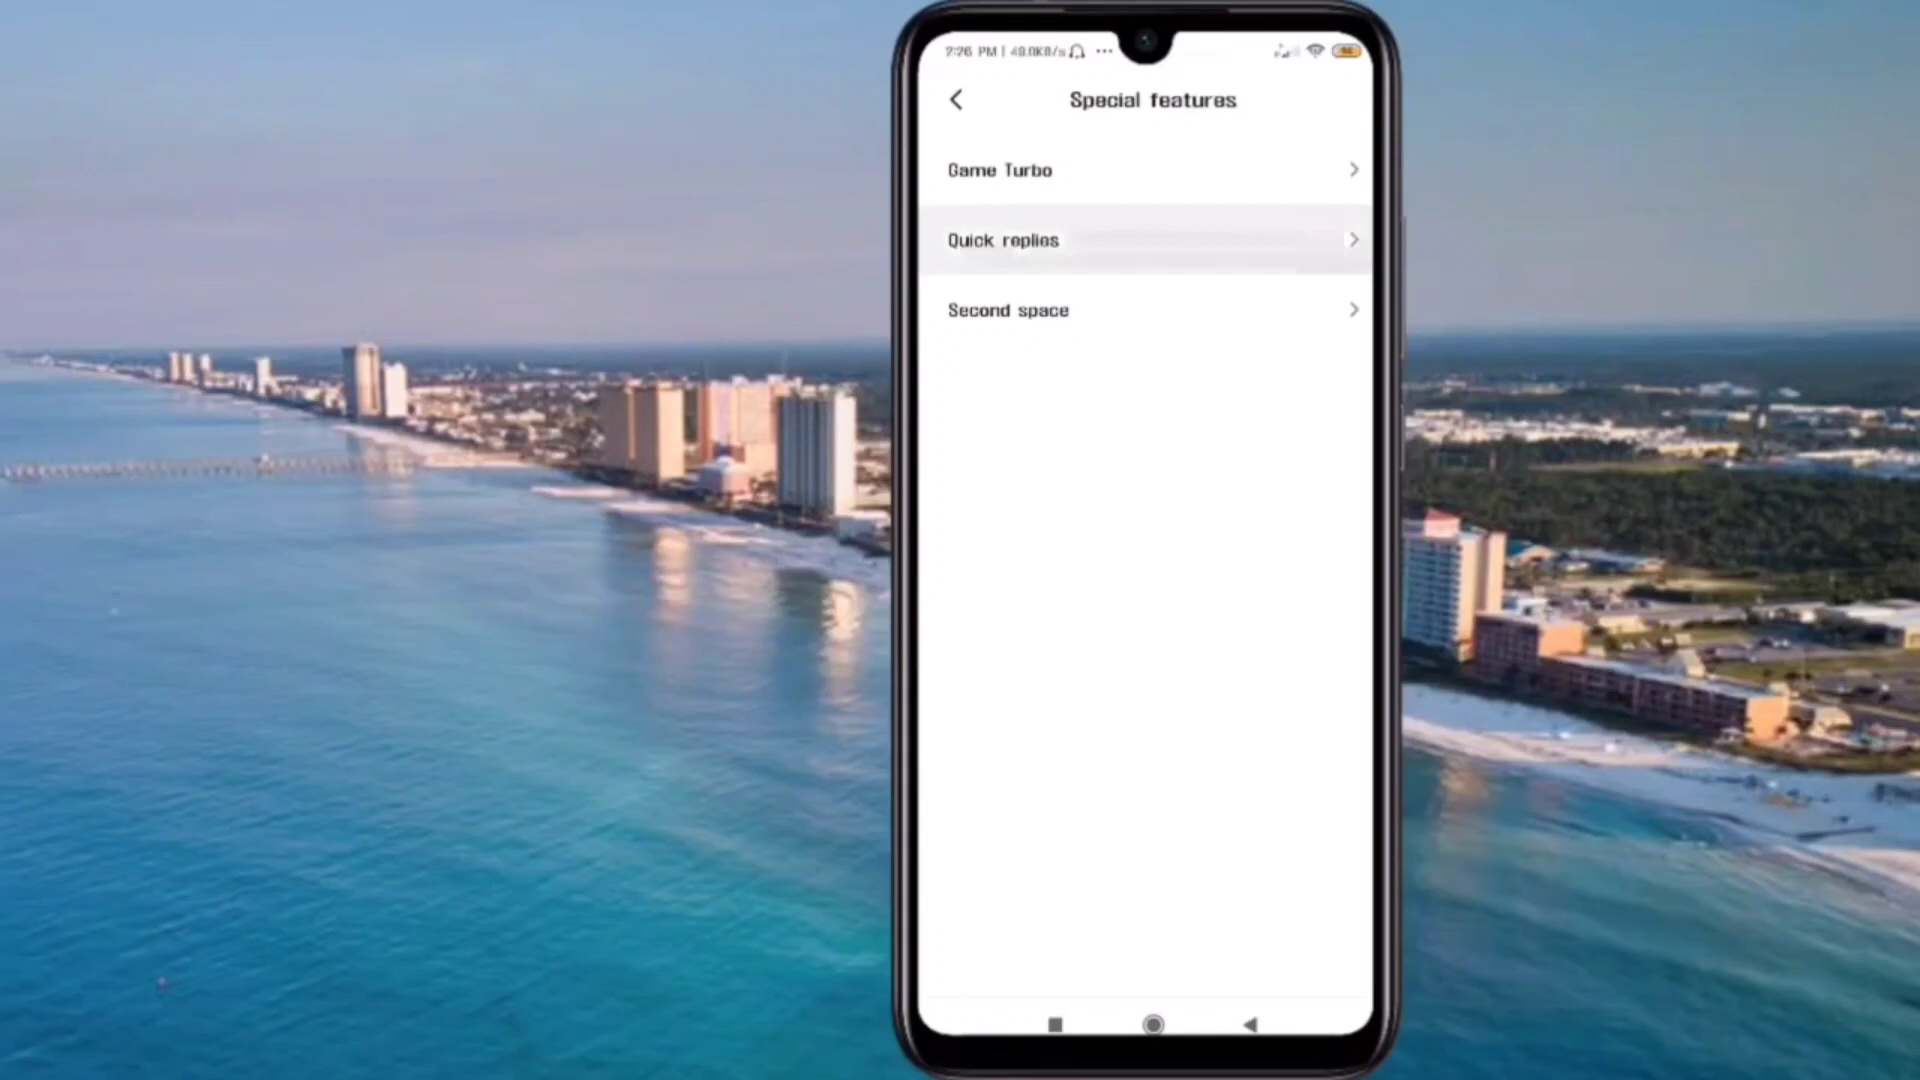 2:26 PM | 49.0KB/s ...
Special features
Game Turbo
Quick replies
Second space